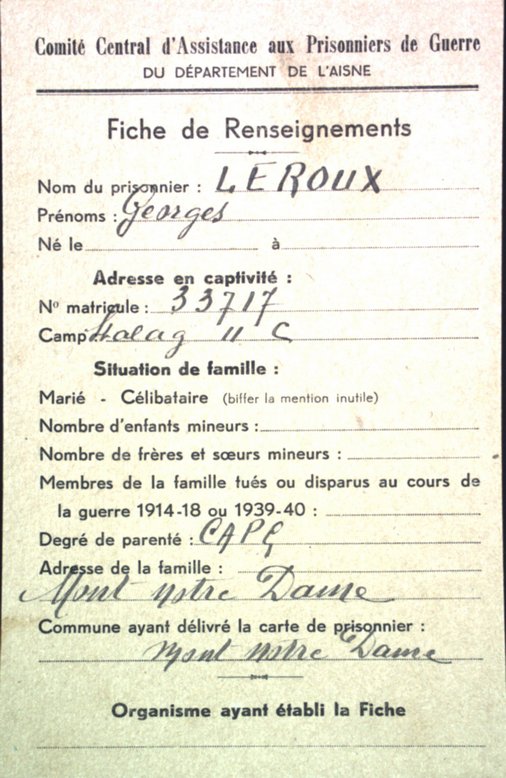 Comité Central d'Assistance aux Prisonniers de Guerre
DU DÉPARTEMENT DE L'AISNE
Fiche de Renseignements
Nom du prisonnier : LEROUX
Prénoms : Georges
Né le à
Adresse en captivité :
No matricule : 33717
Camp Stalag II C
Situation de famille :
Marié - Célibataire (biffer la mention inutile)
Nombre d'enfants mineurs :
Nombre de frères et sœurs mineurs :
Membres de la famille tués ou disparus au cours de
la guerre 1914-18 ou 1939-40 :
Degré de parenté : CAPG
Adresse de la famille :
Mont notre Dame
Commune ayant délivré la carte de prisonnier :
Mont notre Dame
Organisme ayant établi la Fiche